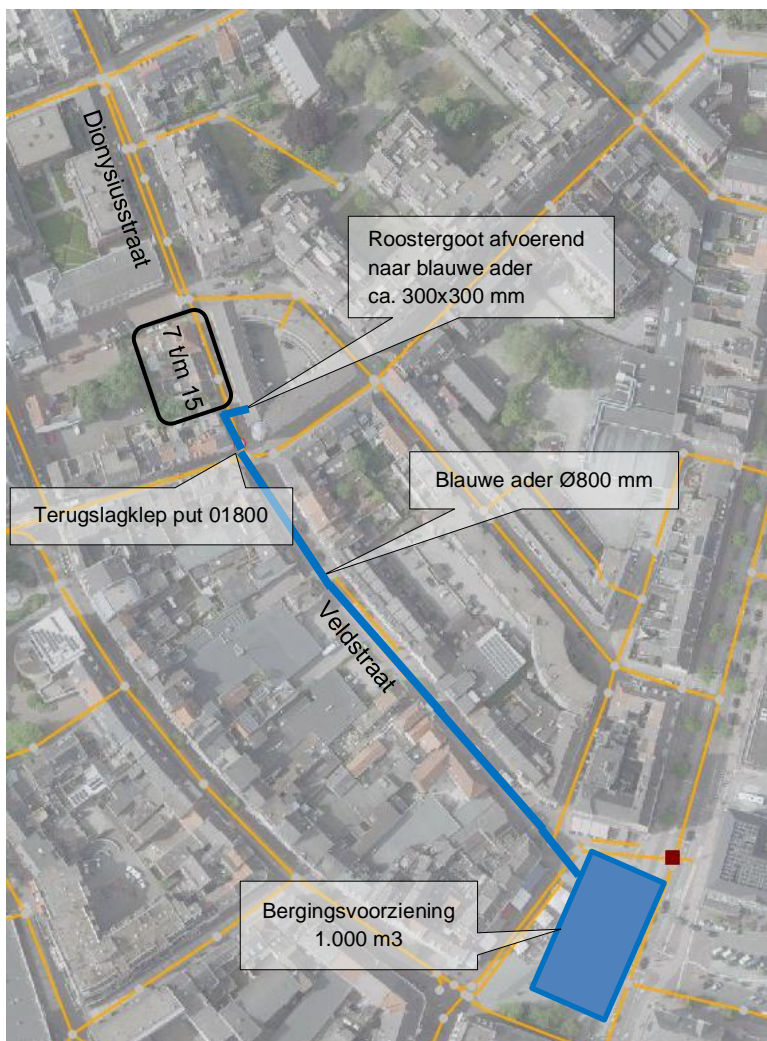 Dionysiusstraat
Roostergoot afvoerend
naar blauwe ader
ca. 300x300 mm
7 t/m 15
Blauwe ader Ø800 mm
Terugslagklep put 01800
Veldstraat
Bergingsvoorziening
1.000 m3